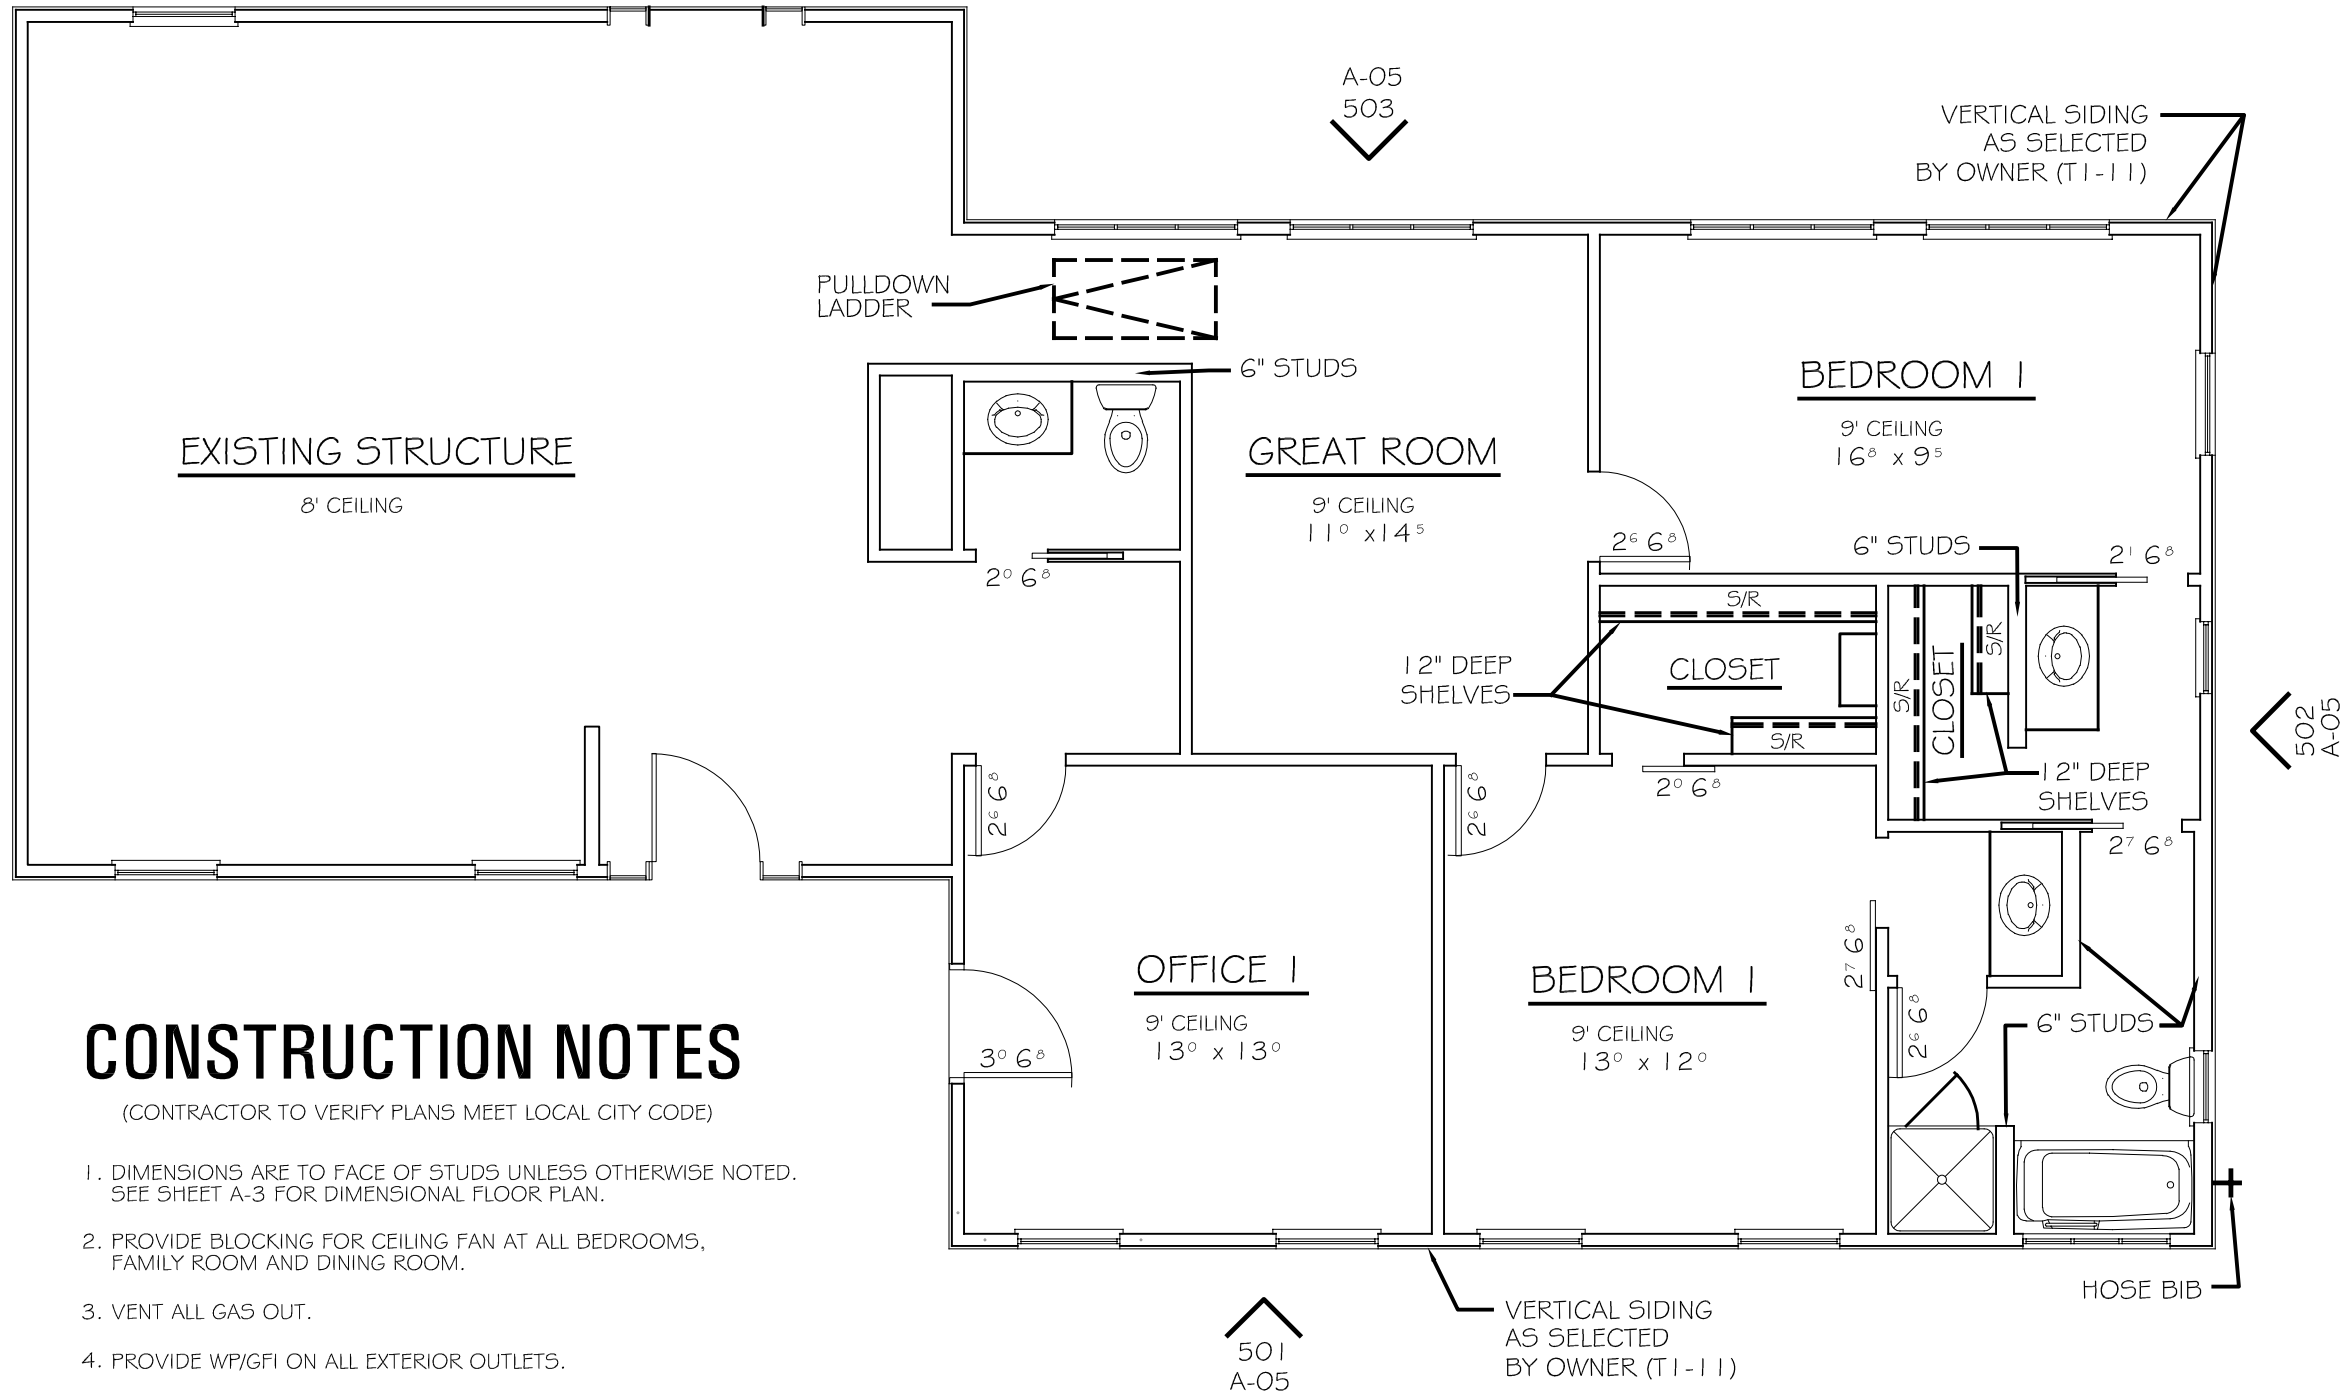 A-05
503
VERTICAL SIDING
AS SELECTED
BY OWNER (T1-11)
PULLDOWN
LADDER
6" STUDS
BEDROOM 1
9' CEILING
16⁸ x 9⁵
EXISTING STRUCTURE
8' CEILING
GREAT ROOM
9' CEILING
11⁰ x14⁵
2⁶ 6⁸
6" STUDS
2¹ 6⁸
2⁰ 6⁸
S/R
S/R
12" DEEP
SHELVES
CLOSET
S/R
CLOSET
S/R
502
A-05
12" DEEP
SHELVES
2⁰ 6⁸
2⁶ 6⁸
2⁶ 6⁸
2⁷ 6⁸
OFFICE 1
9' CEILING
13⁰ x 13⁰
3⁰ 6⁸
BEDROOM 1
9' CEILING
13⁰ x 12⁰
2⁷ 6⁸
2⁶ 6⁸
6" STUDS
CONSTRUCTION NOTES
(CONTRACTOR TO VERIFY PLANS MEET LOCAL CITY CODE)
1. DIMENSIONS ARE TO FACE OF STUDS UNLESS OTHERWISE NOTED.
SEE SHEET A-3 FOR DIMENSIONAL FLOOR PLAN.
2. PROVIDE BLOCKING FOR CEILING FAN AT ALL BEDROOMS,
FAMILY ROOM AND DINING ROOM.
3. VENT ALL GAS OUT.
4. PROVIDE WP/GFI ON ALL EXTERIOR OUTLETS.
HOSE BIB
VERTICAL SIDING
AS SELECTED
BY OWNER (T1-11)
501
A-05